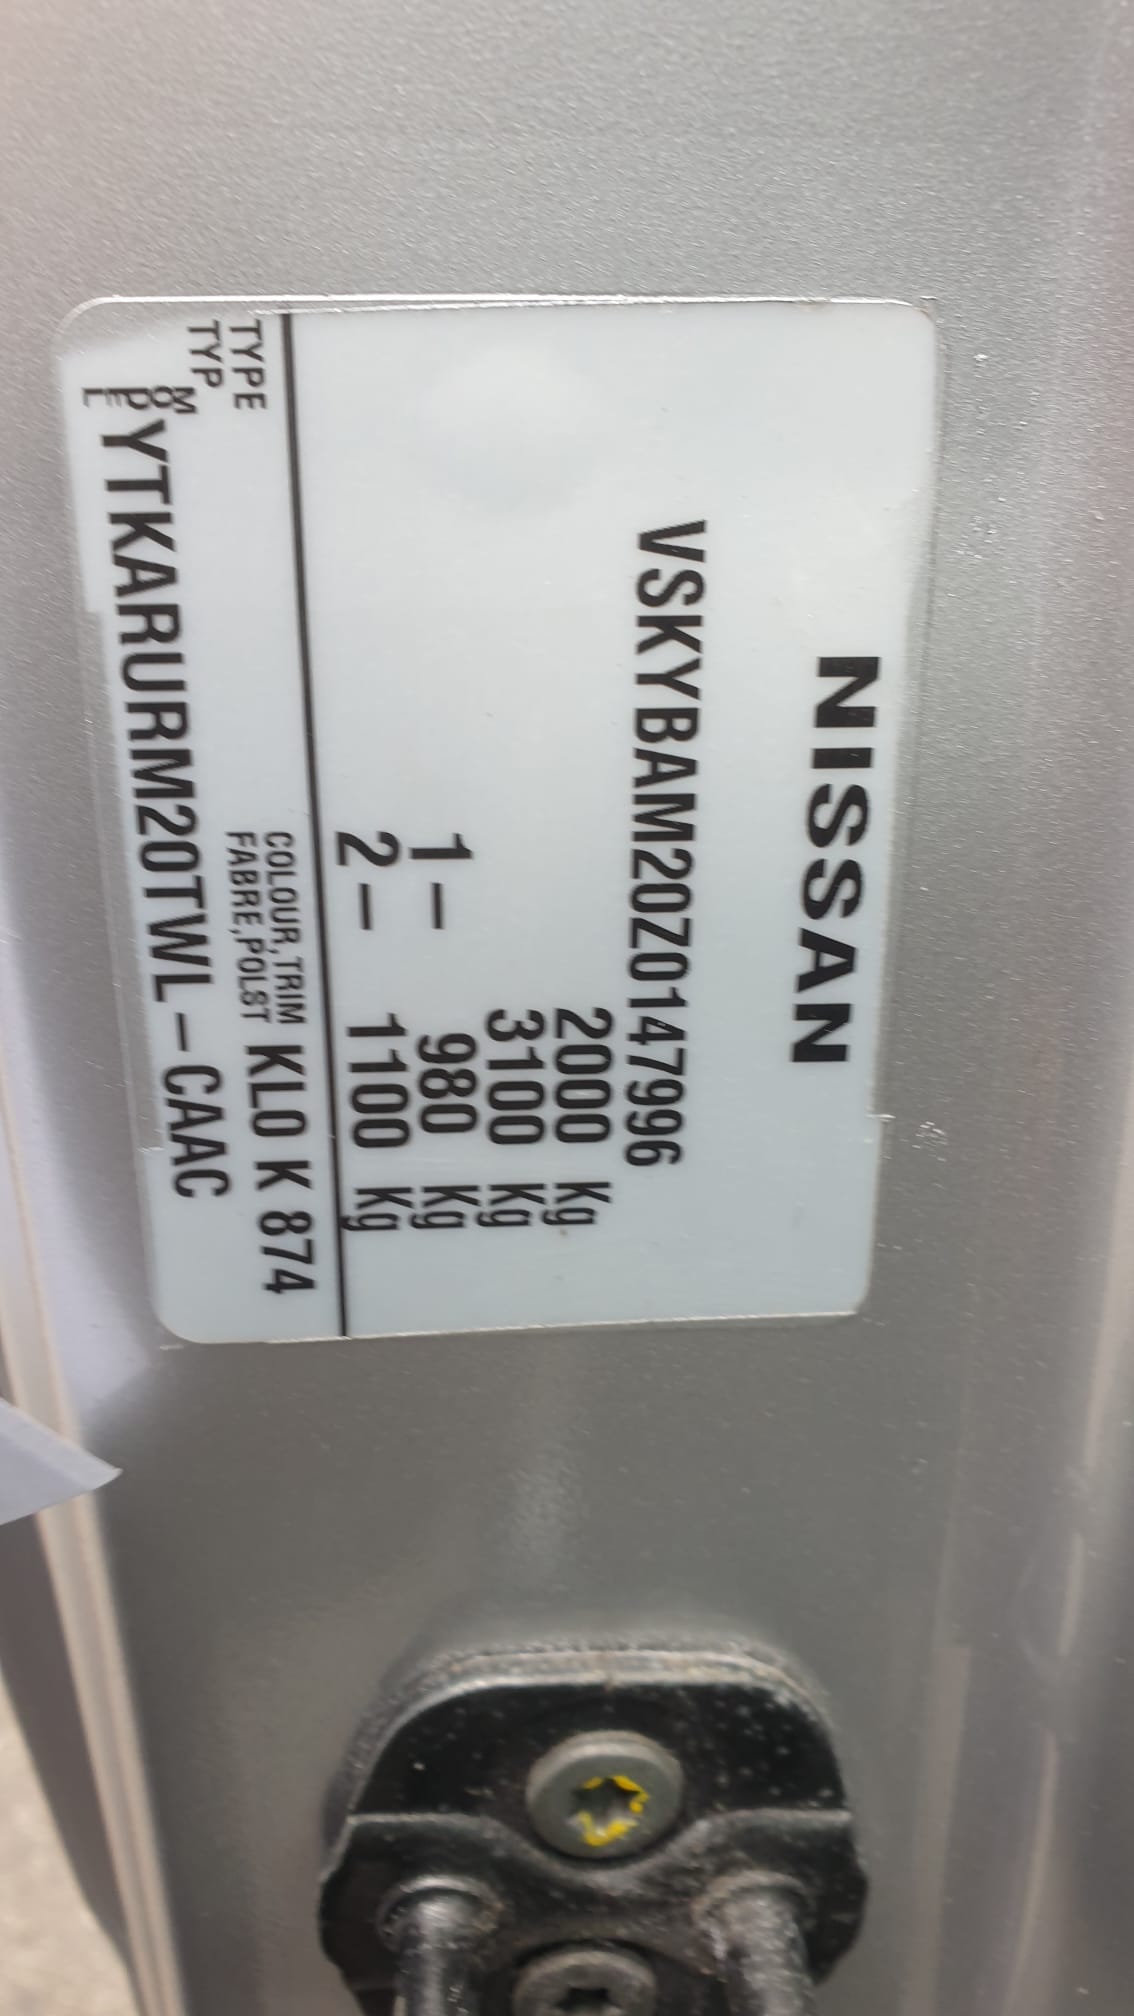 NISSAN
VSKYBAM20Z0147996
2000 Kg
3100 Kg
1 - 980 Kg
2 - 1100 Kg
COLOUR,TRIM
FABRE,POLST KL0 K 874
TYPE
TYP
MODEL YTKARURM20TWL-CAAC